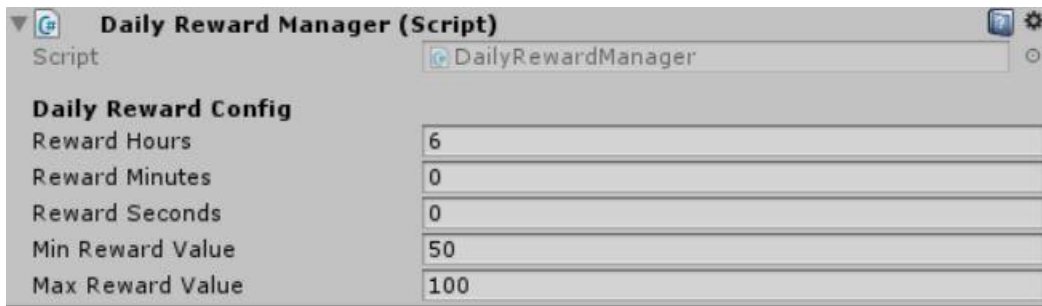 Daily Reward Manager (Script)
Script DailyRewardManager
Daily Reward Config
Reward Hours 6
Reward Minutes 0
Reward Seconds 0
Min Reward Value 50
Max Reward Value 100